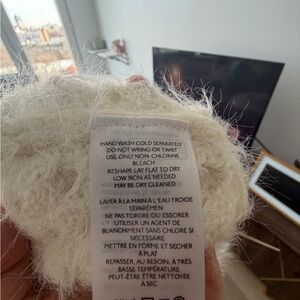 HAND WASH COLD SEPARATELY
DO NOT WRING OR TWIST
USE ONLY NON-CHLORINE
BLEACH
RESHAPE LAY FLAT TO DRY
LOW IRON AS NEEDED
MAY BE DRY CLEANED
LAVER À LA MAIN À L'EAU FROIDE
SÉPARÉMENT
NE PAS TORDRE OU ESSORER
UTILISER UN AGENT DE
BLANCHIMENT SANS CHLORE SI
NÉCESSAIRE
METTRE EN FORME, ET SÉCHER
À PLAT
REPASSER, AU BESOIN, À TRÈS
BASSE TEMPÉRATURE
PEUT-ÊTRE ÊTRE NETTOYÉ
À SEC